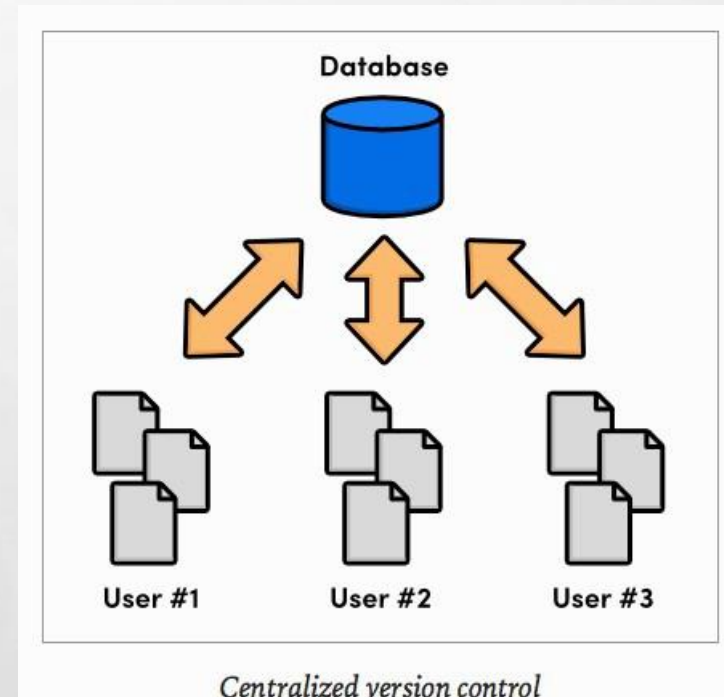 Database
User #1 User #2 User #3
Centralized version control